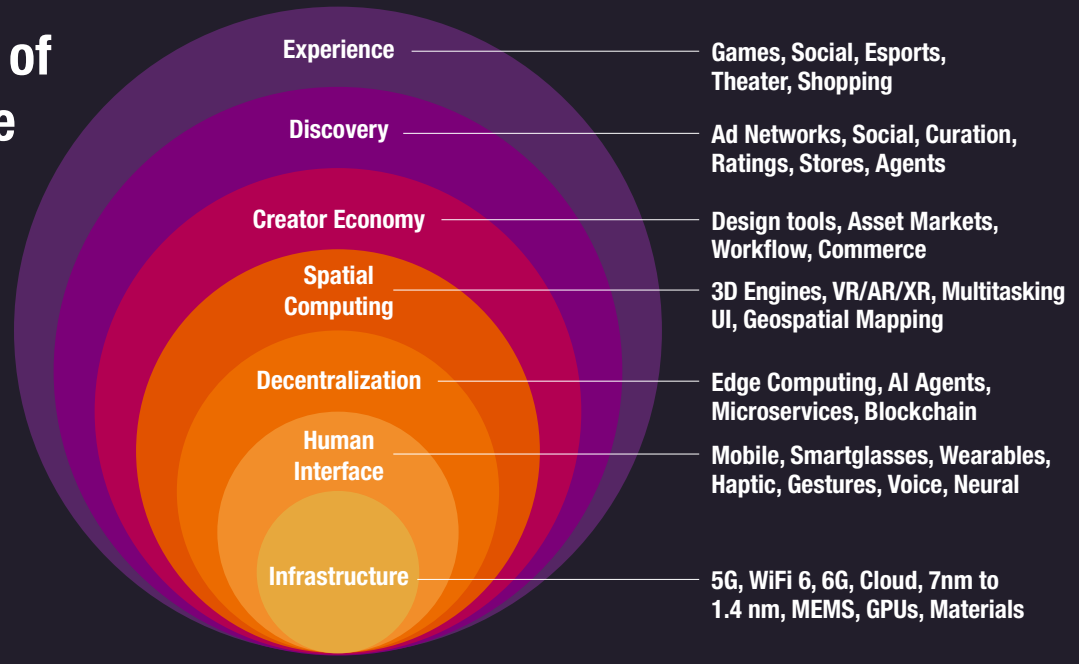 of
e
Experience
Games, Social, Esports,
Theater, Shopping
Discovery
Ad Networks, Social, Curation,
Ratings, Stores, Agents
Creator Economy
Design tools, Asset Markets,
Workflow, Commerce
Spatial
Computing
3D Engines, VR/AR/XR, Multitasking
UI, Geospatial Mapping
Decentralization
Edge Computing, AI Agents,
Microservices, Blockchain
Human
Interface
Mobile, Smartglasses, Wearables,
Haptic, Gestures, Voice, Neural
Infrastructure
5G, WiFi 6, 6G, Cloud, 7nm to
1.4 nm, MEMS, GPUs, Materials